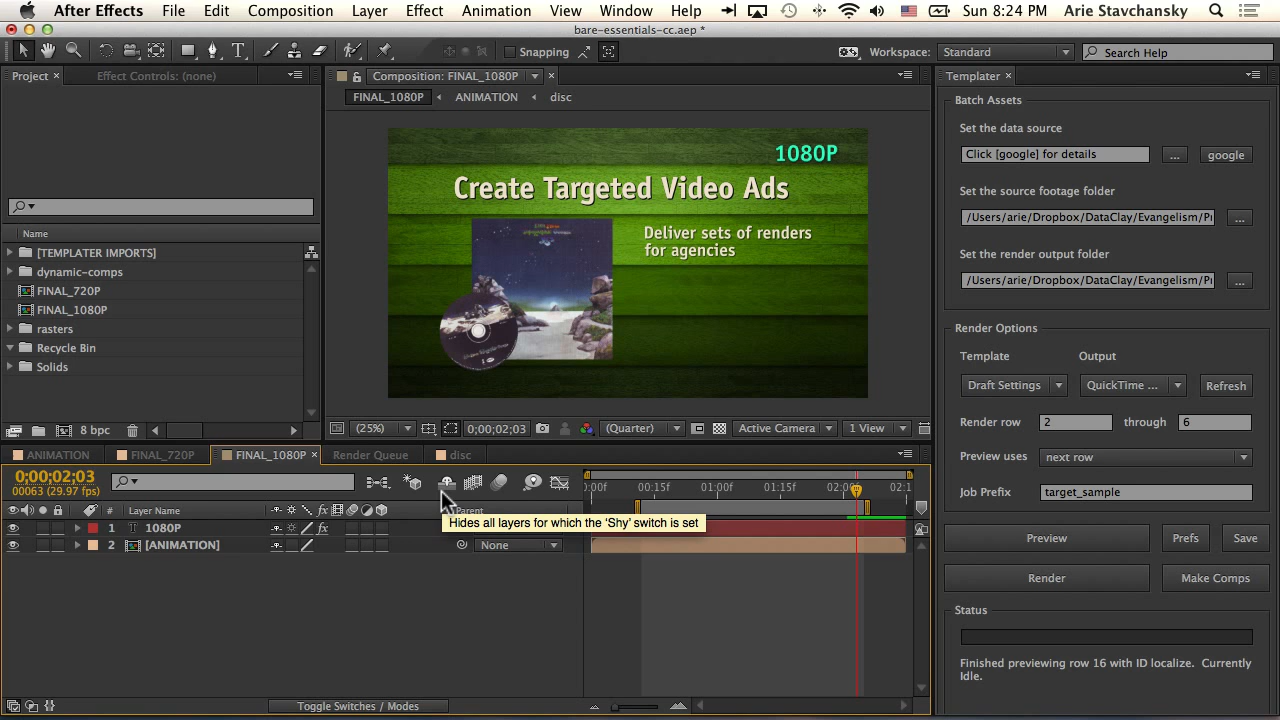 After Effects File Edit Composition Layer Effect Animation View Window Help Sun 8:24 PM Arie Stavchansky
bare-essentials-cc.aep *
Snapping Workspace: Standard Search Help
Project × Effect Controls: (none) Composition: FINAL_1080P × Templater ×
FINAL_1080P ANIMATION disc
1080P
Create Targeted Video Ads
Deliver sets of renders
for agencies
Name
[TEMPLATER IMPORTS]
dynamic-comps
FINAL_720P
FINAL_1080P
rasters
Recycle Bin
Solids
8 bpc
(25%) 0;00;02;03 (Quarter) Active Camera 1 View
Batch Assets
Set the data source
Click [google] for details ... google
Set the source footage folder
/Users/arie/Dropbox/DataClay/Evangelism/Pr ...
Set the render output folder
/Users/arie/Dropbox/DataClay/Evangelism/Pr ...
Render Options
Template Output
Draft Settings QuickTime ... Refresh
Render row 2 through 6
Preview uses next row
Job Prefix target_sample
Preview Prefs Save
Render Make Comps
Status
Finished previewing row 16 with ID localize. Currently
Idle.
ANIMATION FINAL_720P FINAL_1080P × Render Queue disc
0;00;02;03
00063 (29.97 fps)
:00f 00:15f 01:00f 01:15f 02:00f 02:1
# Layer Name fx Parent
Hides all layers for which the 'Shy' switch is set
1 T 1080P fx
2 [ANIMATION] None
Toggle Switches / Modes